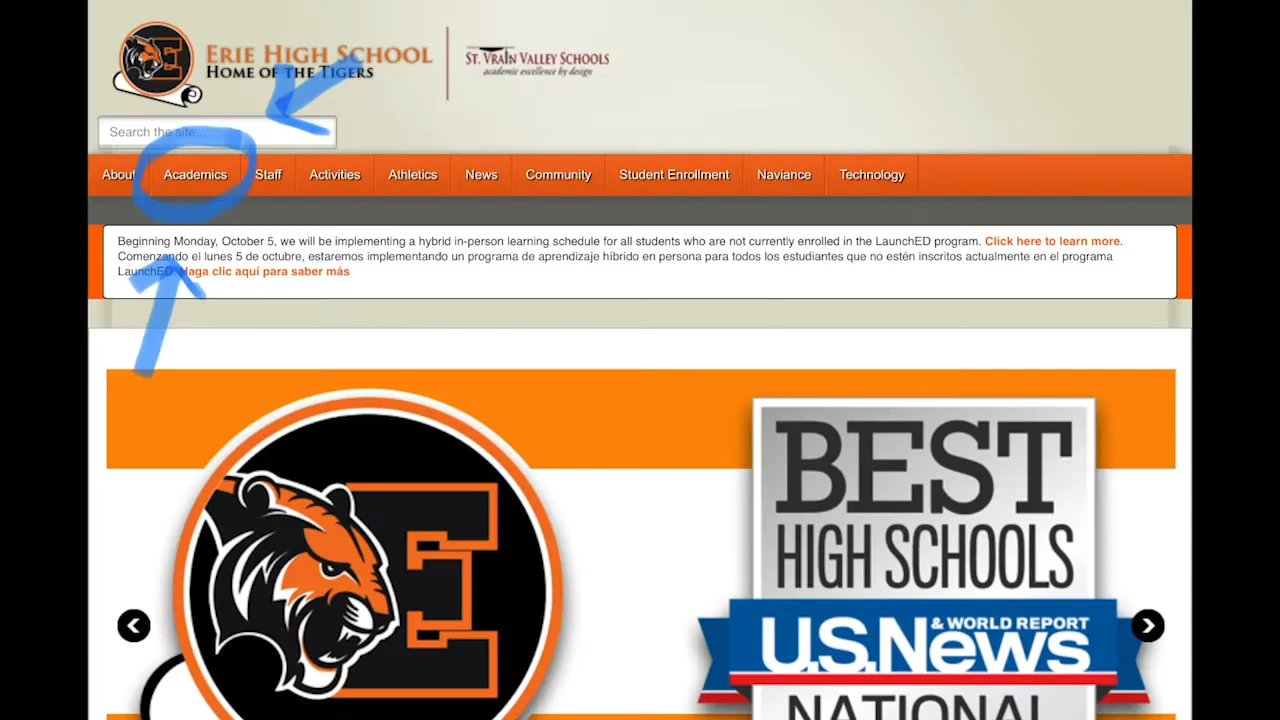 ERIE HIGH SCHOOL
HOME OF THE TIGERS
ST. VRAIN VALLEY SCHOOLS
academic excellence by design
Search the site...
About Academics Staff Activities Athletics News Community Student Enrollment Naviance Technology
Beginning Monday, October 5, we will be implementing a hybrid in-person learning schedule for all students who are not currently enrolled in the LaunchED program. Click here to learn more.
Comenzando el lunes 5 de octubre, estaremos implementando un programa de aprendizaje híbrido en persona para todos los estudiantes que no estén inscritos actualmente en el programa
LaunchED. Haga clic aquí para saber más
E
BEST
HIGH SCHOOLS
U.S.News
& WORLD REPORT
NATIONAL